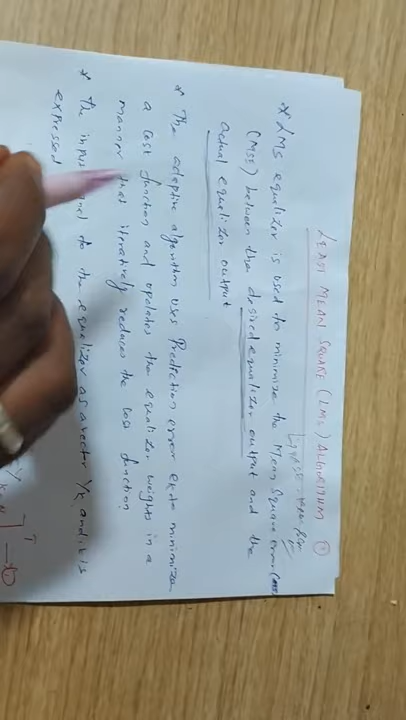 LEAST MEAN SQUARE (LMS) ALGORITHM ①
* LMS equalizer is used to minimize the Mean Square error
(MSE) between the desired equalizer output and the
actual equalizer output
* The adaptive algorithm uses Prediction error ek to minimize
a cost function and updates the equalizer weights in a
manner that iteratively reduces the cost function
* the input to the equalizer as a vector yk and it is
expressed